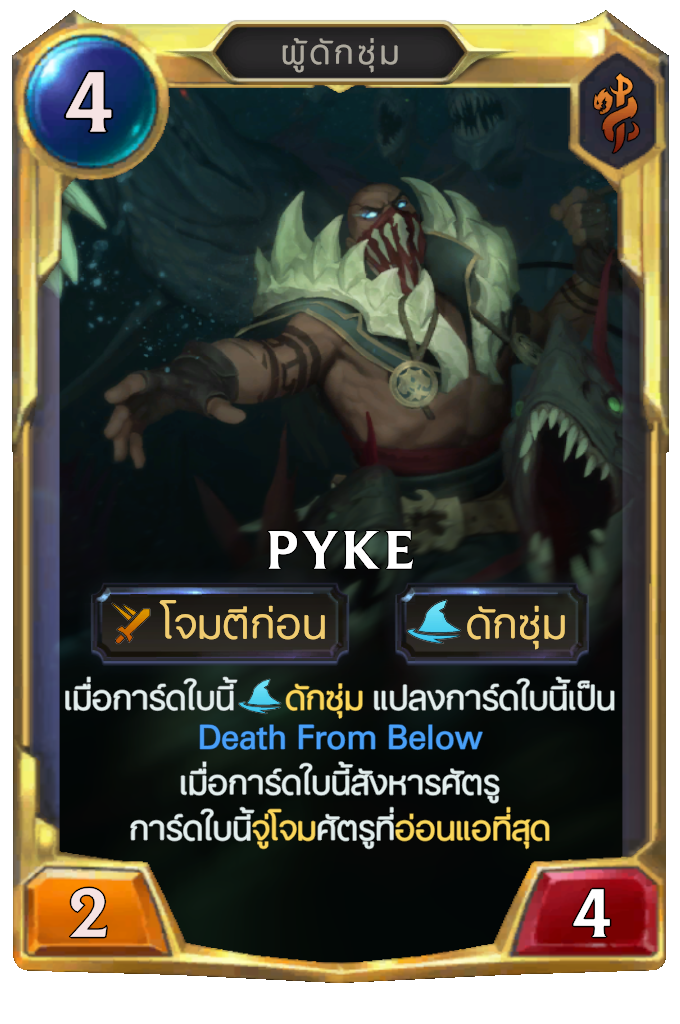 ผู้ดักซุ่ม
4
PYKE
โจมตีก่อน
ดักซุ่ม
เมื่อการ์ดใบนี้ ดักซุ่ม แปลงการ์ดใบนี้เป็น
Death From Below
เมื่อการ์ดใบนี้สังหารศัตรู
การ์ดใบนี้จู่โจมศัตรูที่อ่อนแอที่สุด
2
4